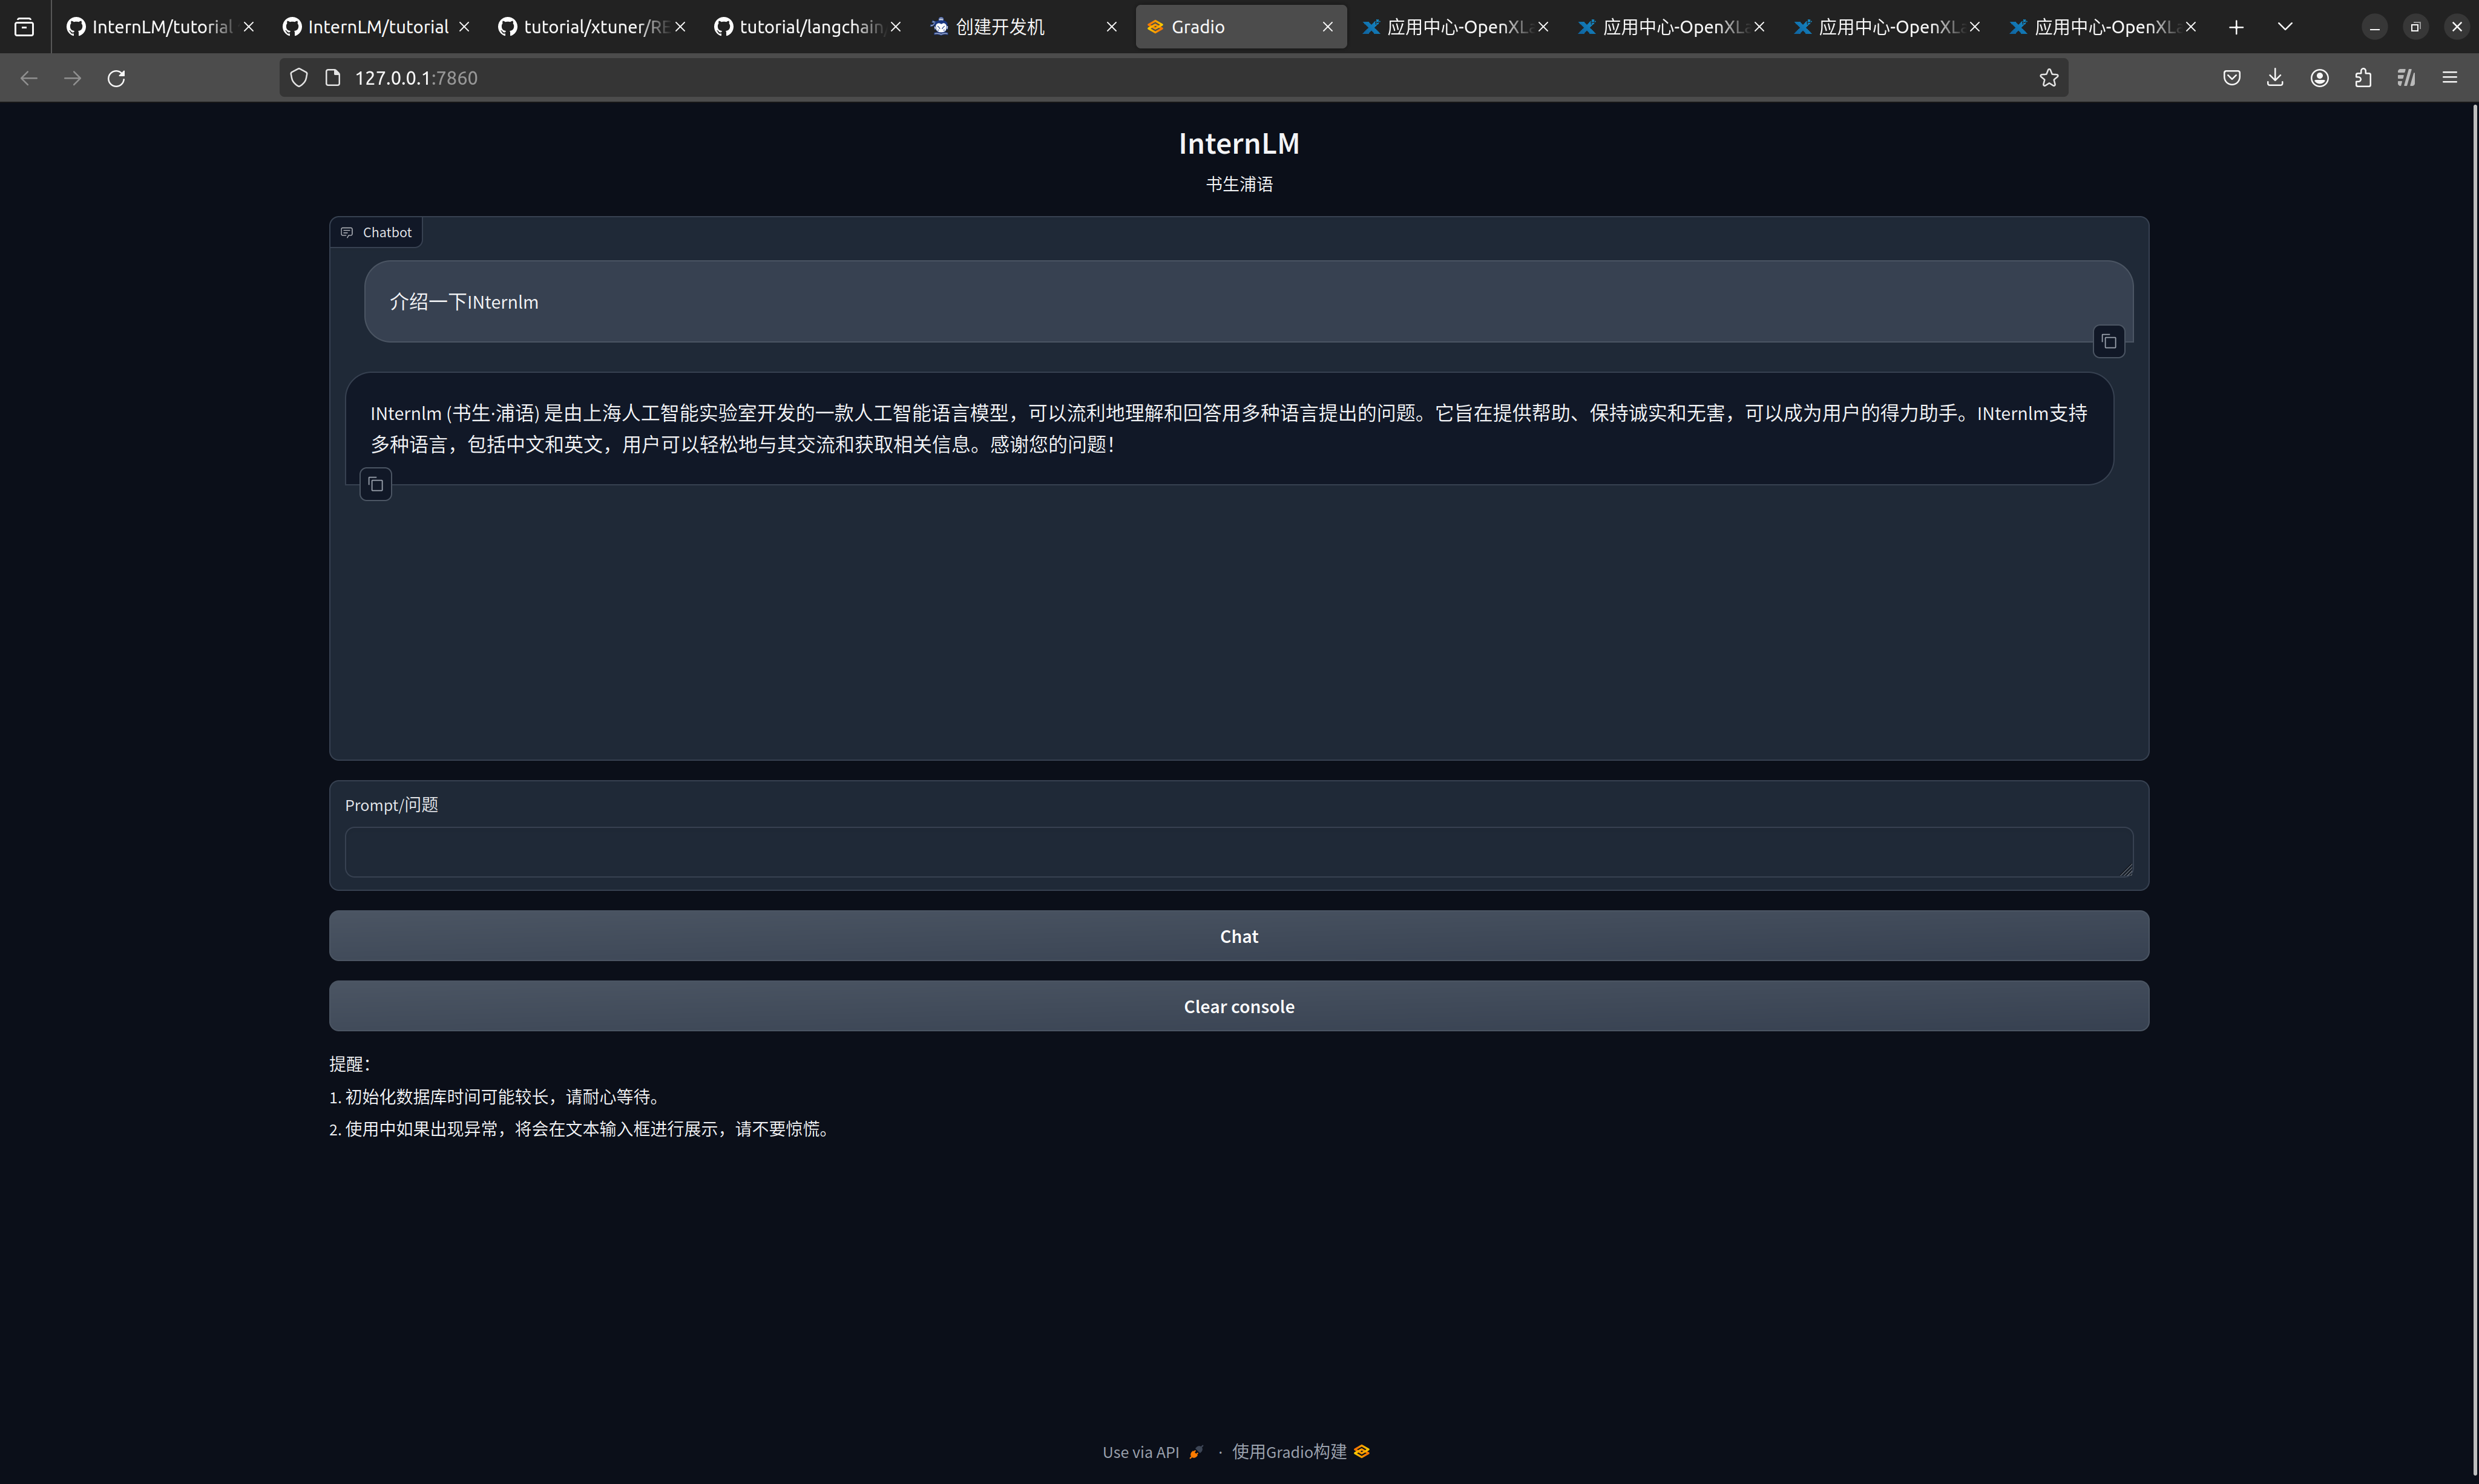 InternLM/tutorial
InternLM/tutorial
tutorial/xtuner/RE
tutorial/langchain
创建开发机
Gradio
应用中心-OpenXLa
应用中心-OpenXLa
应用中心-OpenXLa
应用中心-OpenXLa
127.0.0.1:7860
InternLM
书生浦语
Chatbot
介绍一下INternlm
INternlm (书生·浦语) 是由上海人工智能实验室开发的一款人工智能语言模型，可以流利地理解和回答用多种语言提出的问题。它旨在提供帮助、保持诚实和无害，可以成为用户的得力助手。INternlm支持
多种语言，包括中文和英文，用户可以轻松地与其交流和获取相关信息。感谢您的问题！
Prompt/问题
Chat
Clear console
提醒：
1. 初始化数据库时间可能较长，请耐心等待。
2. 使用中如果出现异常，将会在文本输入框进行展示，请不要惊慌。
Use via API · 使用Gradio构建